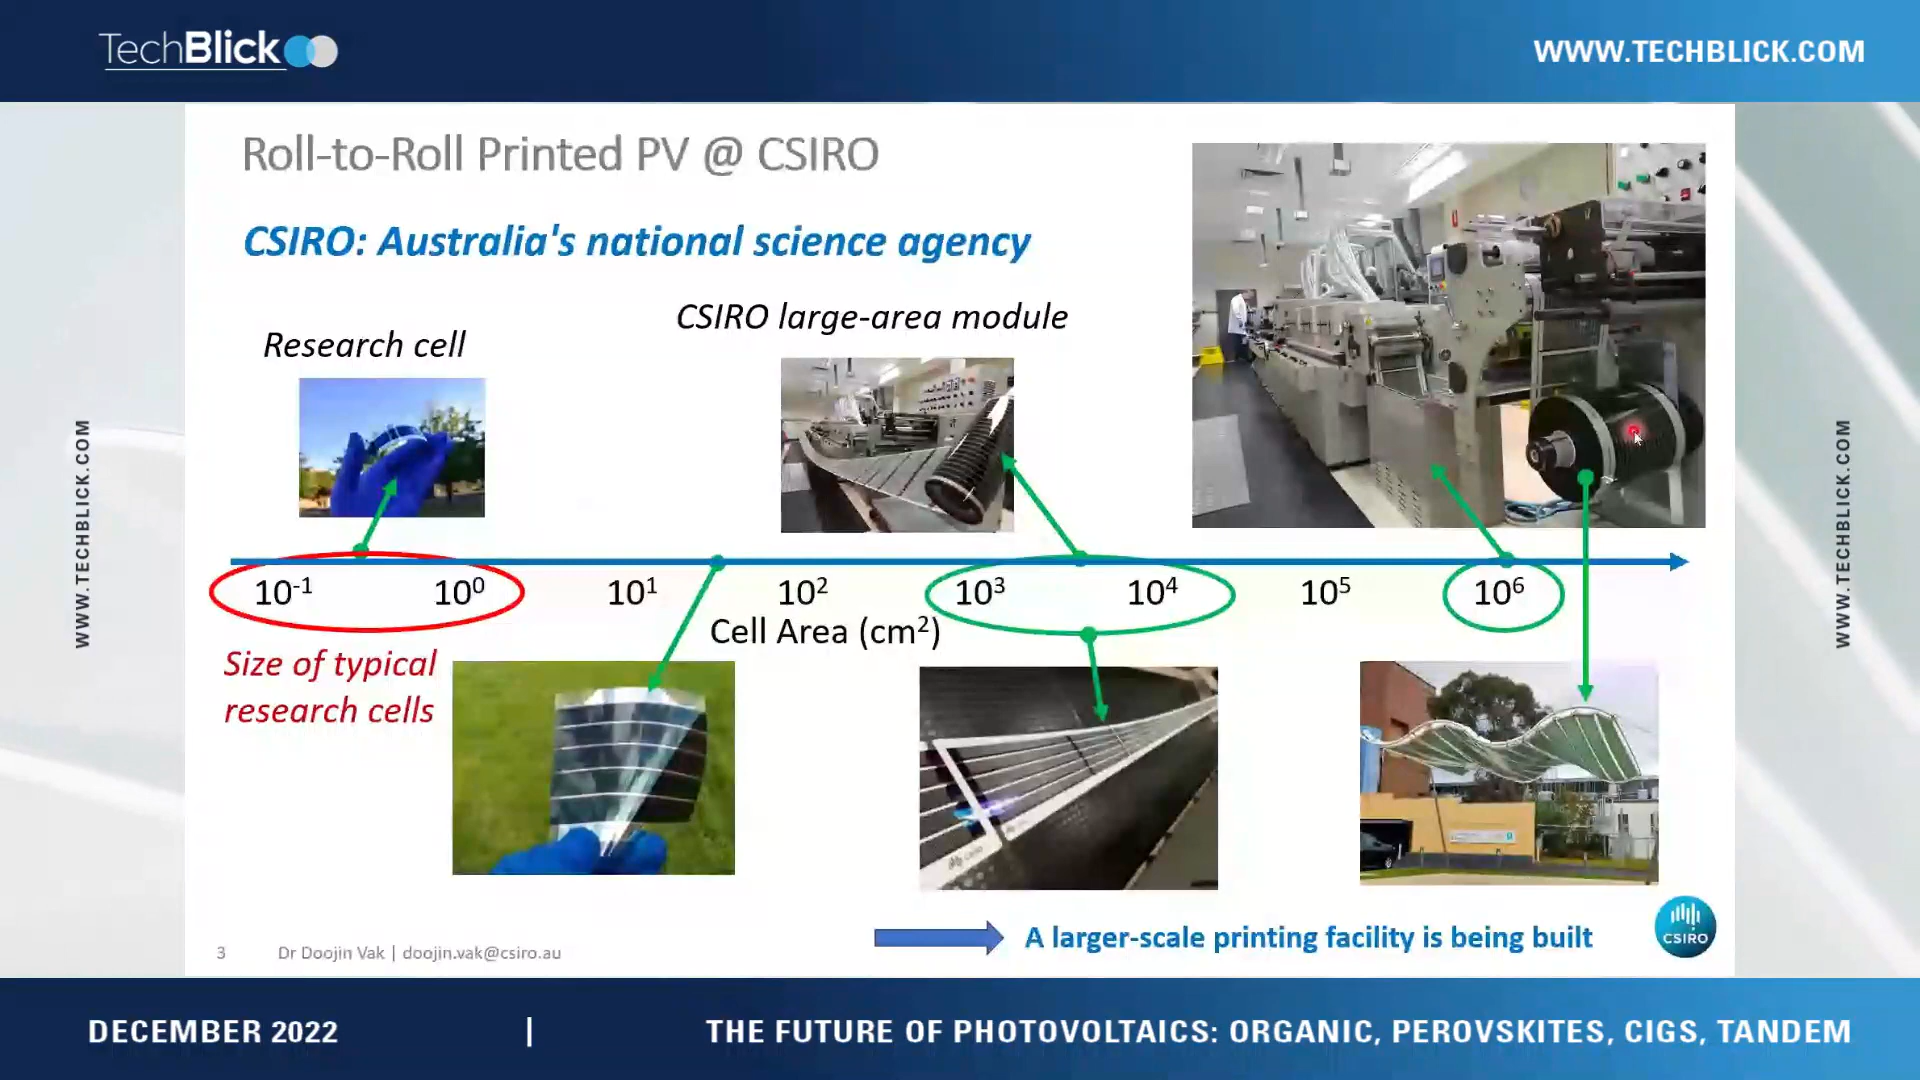 TechBlick
WWW.TECHBLICK.COM
Roll-to-Roll Printed PV @ CSIRO
CSIRO: Australia's national science agency
CSIRO large-area module
Research cell
WWW.TECHBLICK.COM
WWW.TECHBLICK.COM
10⁻¹ 10⁰ 10¹ 10² 10³ 10⁴ 10⁵ 10⁶
Cell Area (cm²)
Size of typical
research cells
CSIRO
A larger-scale printing facility is being built
CSIRO
3 Dr Doojin Vak | doojin.vak@csiro.au
DECEMBER 2022 | THE FUTURE OF PHOTOVOLTAICS: ORGANIC, PEROVSKITES, CIGS, TANDEM